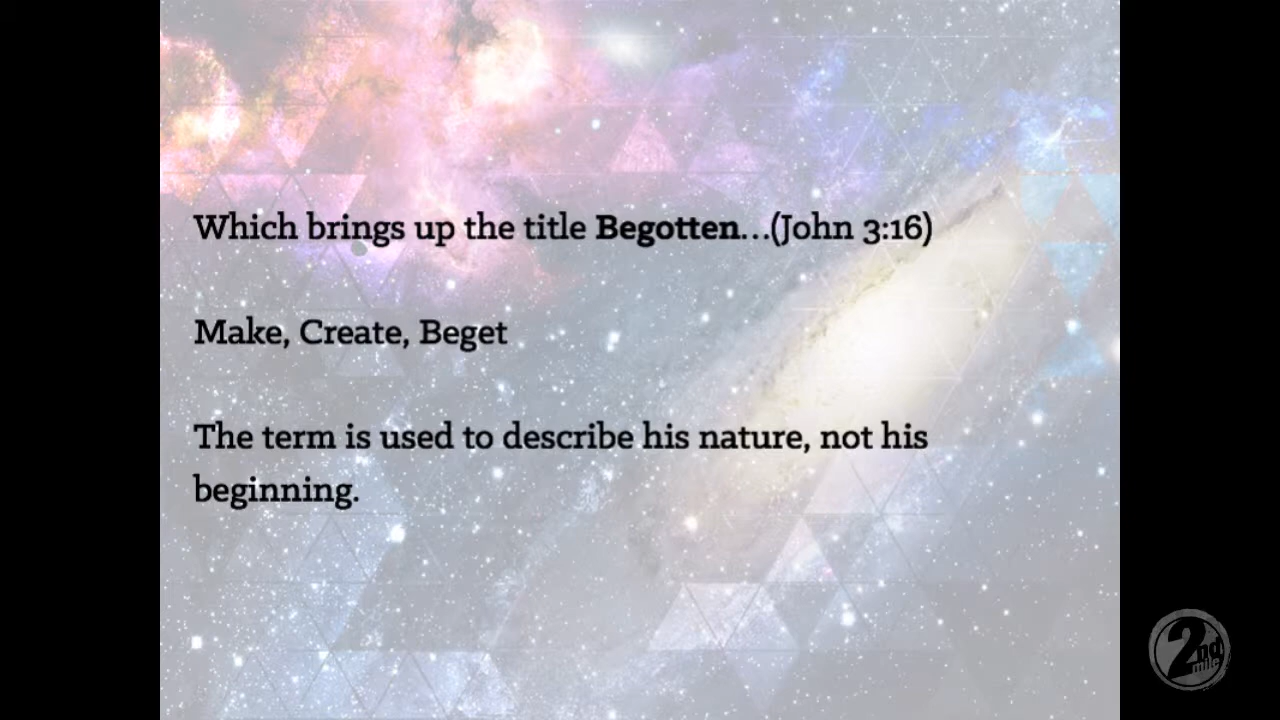 Which brings up the title Begotten...(John 3:16)
Make, Create, Beget
The term is used to describe his nature, not his
beginning.
2nd
mile